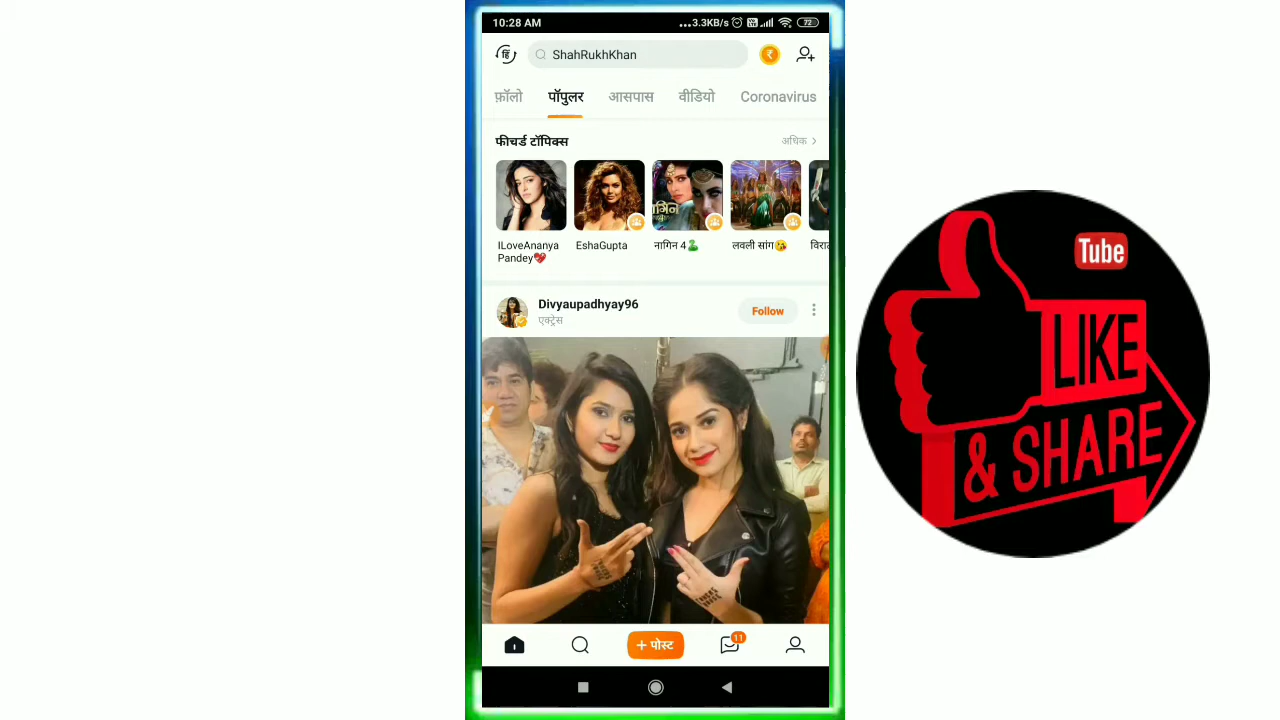 10:28 AM
...3.3KB/s
72
हिं
ShahRukhKhan
₹
फ़ॉलो
पॉपुलर
आसपास
वीडियो
Coronavirus
फीचर्ड टॉपिक्स
अधिक >
ILoveAnanya
Pandey💖
EshaGupta
नागिन 4🐍
लवली सांग😘
Divyaupadhyay96
एक्ट्रेस
Follow
+ पोस्ट
11
Tube
LIKE
& SHARE